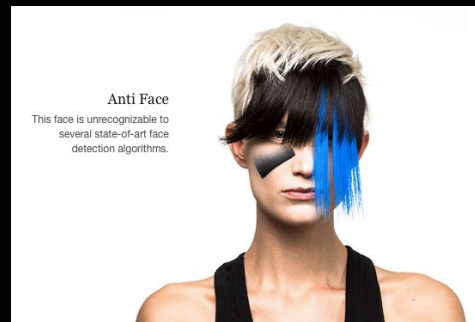 Anti Face
This face is unrecognizable to
several state-of-art face
detection algorithms.